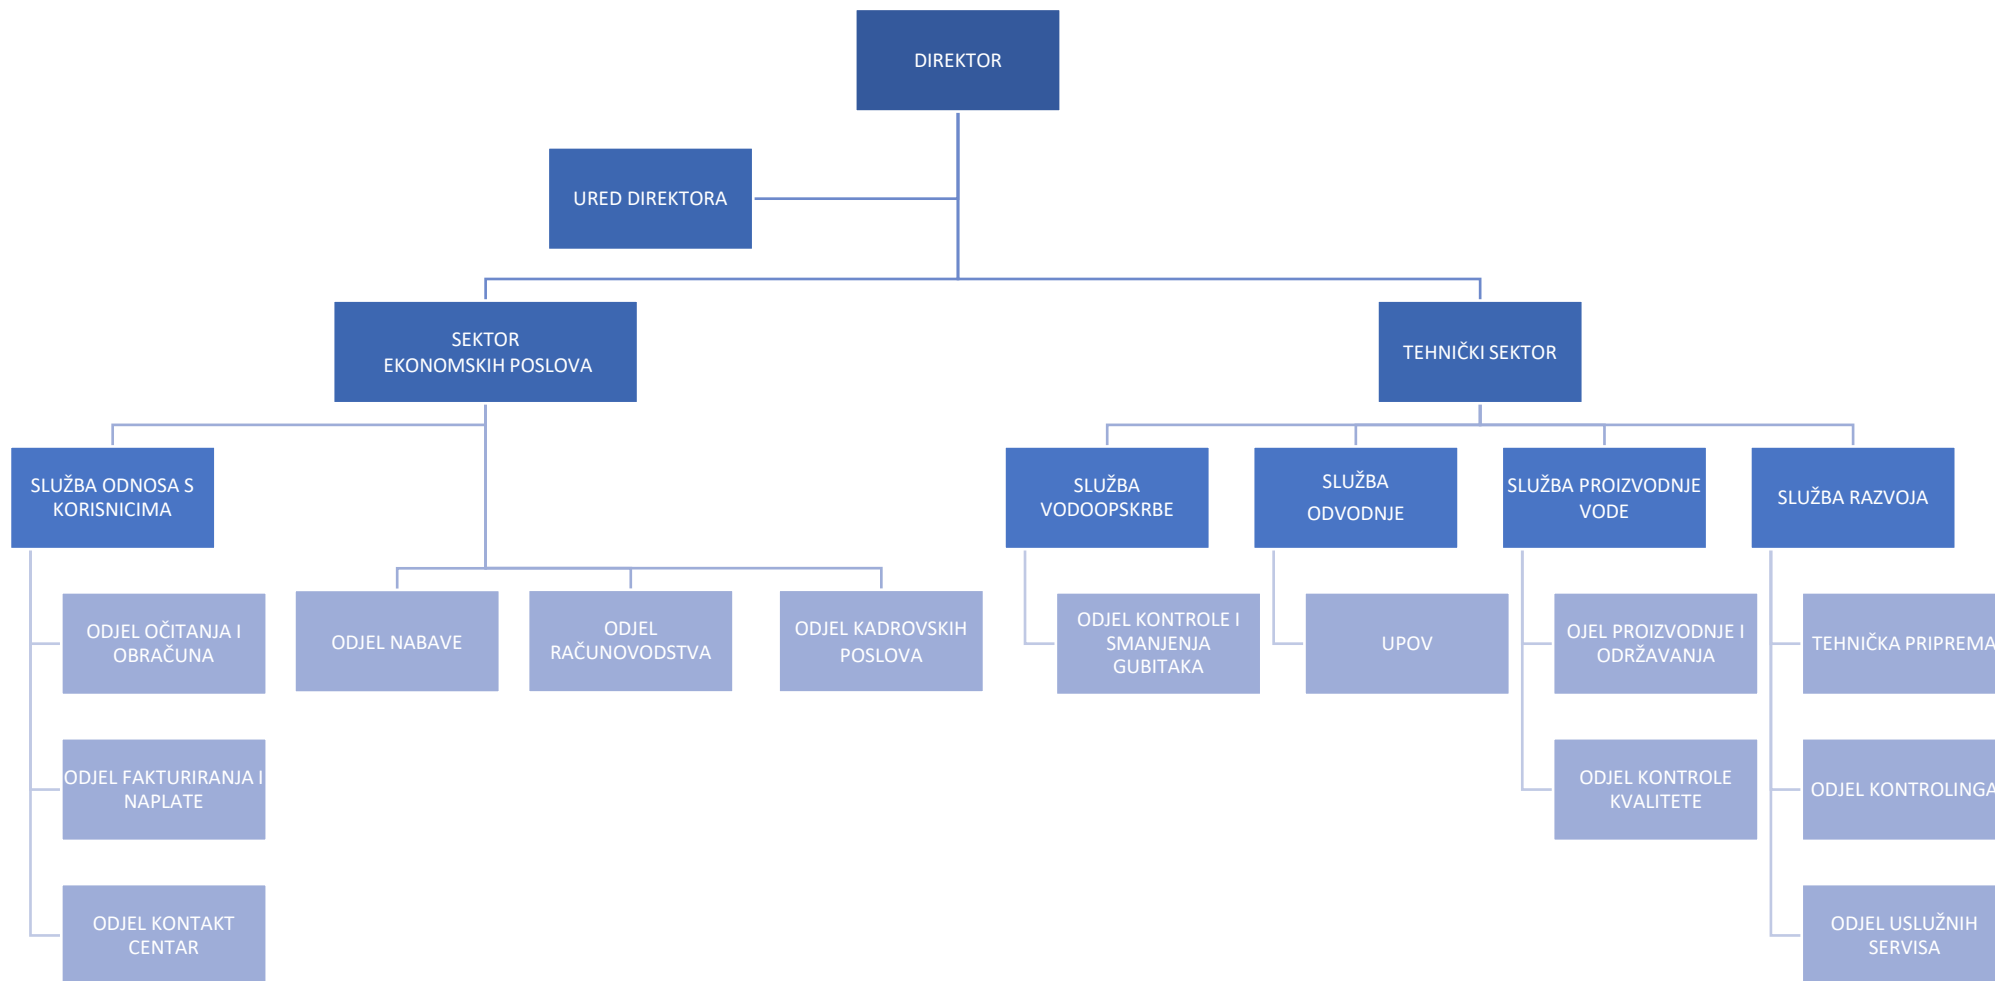 DIREKTOR
URED DIREKTORA
SEKTOR
EKONOMSKIH POSLOVA
TEHNIČKI SEKTOR
SLUŽBA ODNOSA S
KORISNICIMA
SLUŽBA
VODOOPSKRBE
SLUŽBA
ODVODNJE
SLUŽBA PROIZVODNJE
VODE
SLUŽBA RAZVOJA
ODJEL OČITANJA I
OBRAČUNA
ODJEL NABAVE
ODJEL
RAČUNOVODSTVA
ODJEL KADROVSKIH
POSLOVA
ODJEL KONTROLE I
SMANJENJA
GUBITAKA
UPOV
OJEL PROIZVODNJE I
ODRŽAVANJA
TEHNIČKA PRIPREMA
ODJEL FAKTURIRANJA I
NAPLATE
ODJEL KONTROLE
KVALITETE
ODJEL KONTROLINGA
ODJEL KONTAKT
CENTAR
ODJEL USLUŽNIH
SERVISA